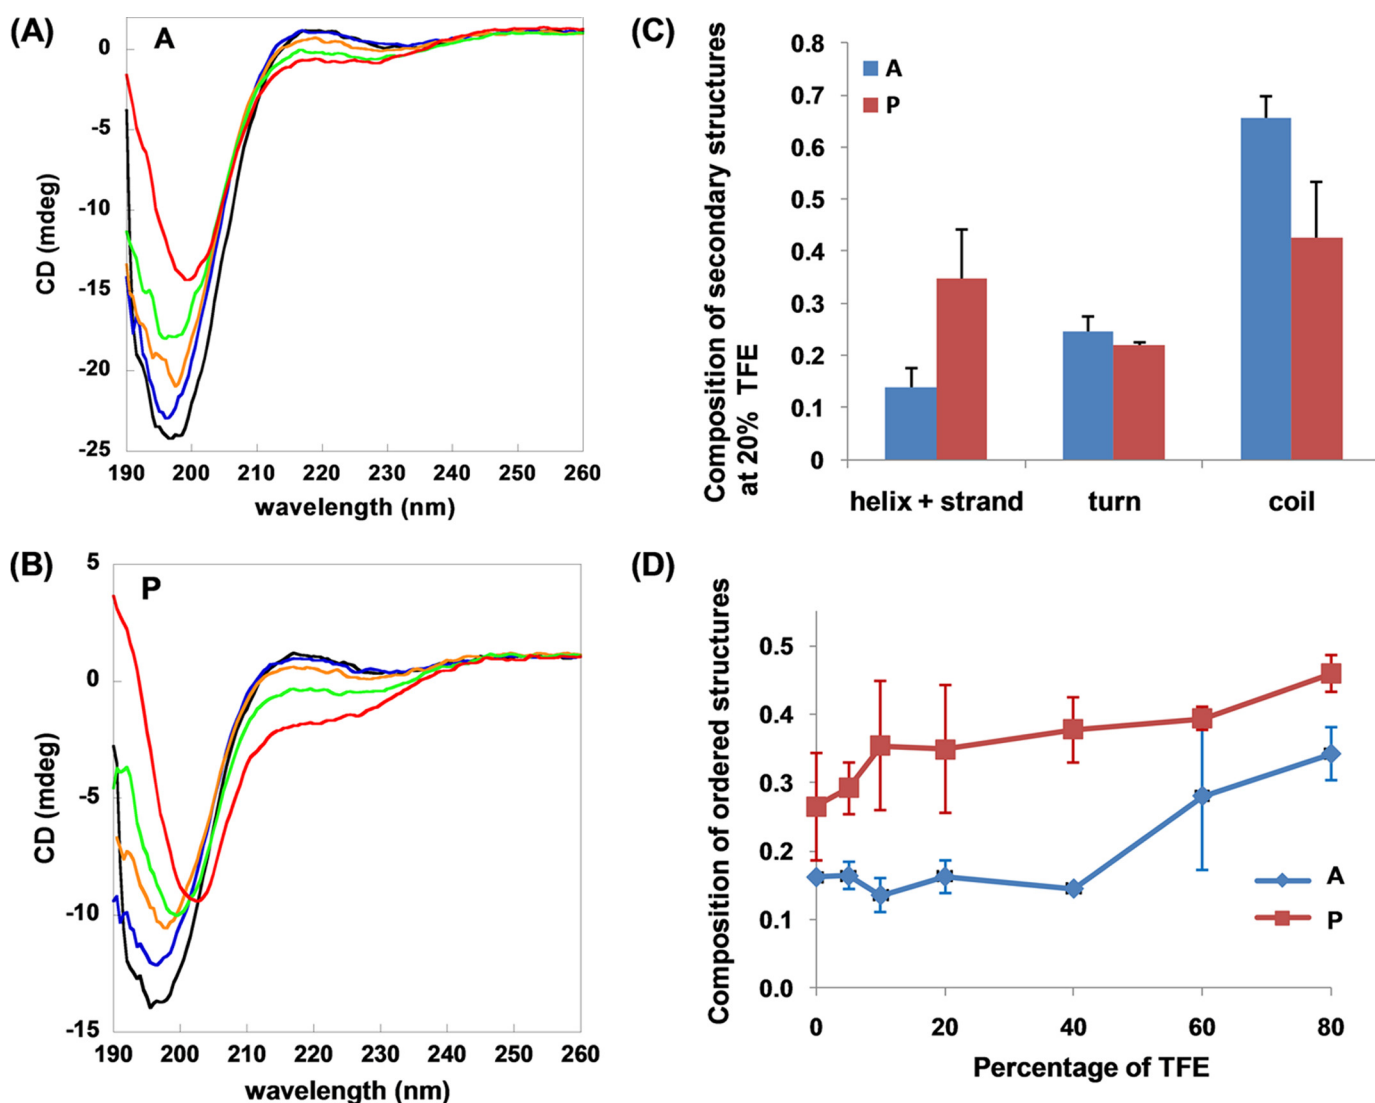 (A)
A
0
-5
-10
-15
-20
-25
CD (mdeg)
190 200 210 220 230 240 250 260
wavelength (nm)
(B)
P
5
0
-5
-10
-15
CD (mdeg)
190 200 210 220 230 240 250 260
wavelength (nm)
(C)
A
P
0.8
0.7
0.6
0.5
0.4
0.3
0.2
0.1
0
Composition of secondary structures
at 20% TFE
helix + strand turn coil
(D)
0.5
0.4
0.3
0.2
0.1
0.0
Composition of ordered structures
A
P
0 20 40 60 80
Percentage of TFE